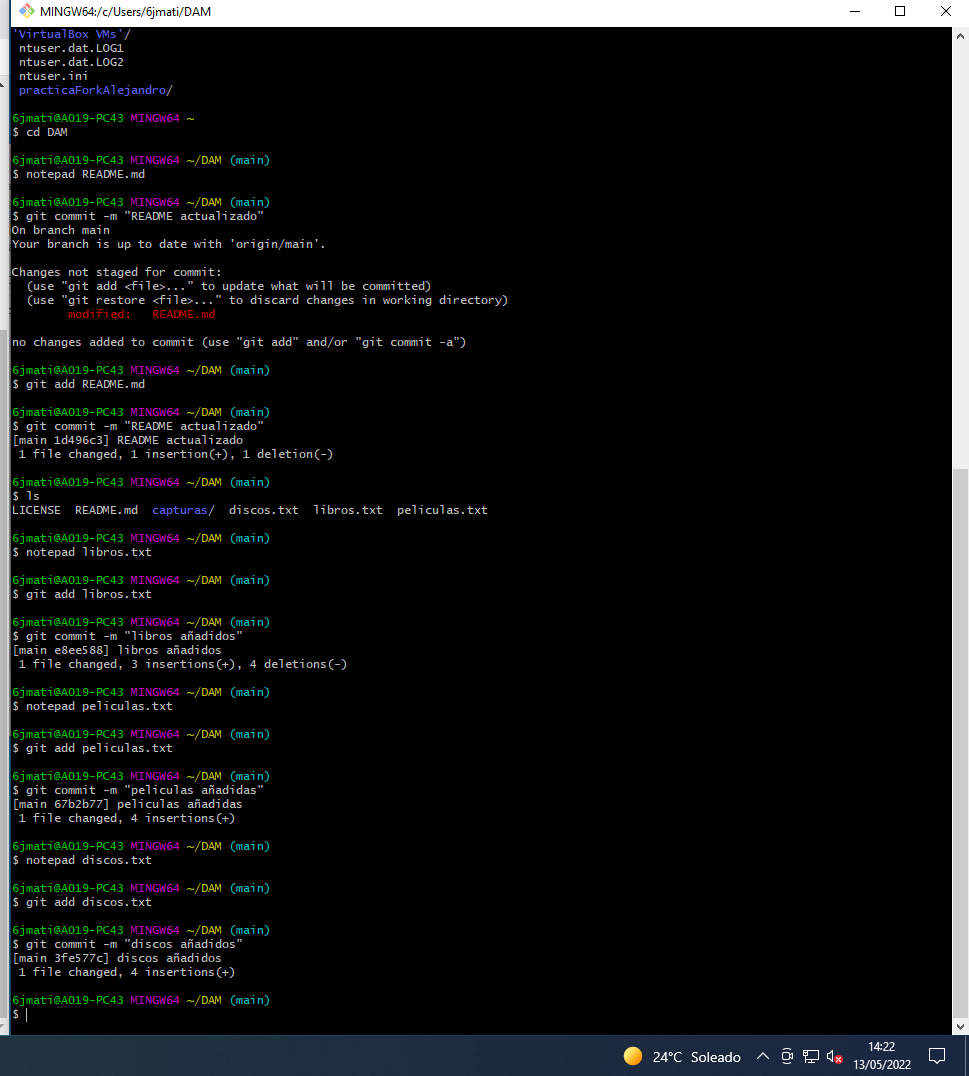 MINGW64:/c/Users/6jmati/DAM
'VirtualBox VMs'/
ntuser.dat.LOG1
ntuser.dat.LOG2
ntuser.ini
practicaForkAlejandro/
6jmati@A019-PC43 MINGW64 ~
$ cd DAM
6jmati@A019-PC43 MINGW64 ~/DAM (main)
$ notepad README.md
6jmati@A019-PC43 MINGW64 ~/DAM (main)
$ git commit -m "README actualizado"
On branch main
Your branch is up to date with 'origin/main'.
Changes not staged for commit:
(use "git add <file>..." to update what will be committed)
(use "git restore <file>..." to discard changes in working directory)
modified:   README.md
no changes added to commit (use "git add" and/or "git commit -a")
6jmati@A019-PC43 MINGW64 ~/DAM (main)
$ git add README.md
6jmati@A019-PC43 MINGW64 ~/DAM (main)
$ git commit -m "README actualizado"
[main 1d496c3] README actualizado
1 file changed, 1 insertion(+), 1 deletion(-)
6jmati@A019-PC43 MINGW64 ~/DAM (main)
$ ls
LICENSE  README.md  capturas/  discos.txt  libros.txt  peliculas.txt
6jmati@A019-PC43 MINGW64 ~/DAM (main)
$ notepad libros.txt
6jmati@A019-PC43 MINGW64 ~/DAM (main)
$ git add libros.txt
6jmati@A019-PC43 MINGW64 ~/DAM (main)
$ git commit -m "libros añadidos"
[main e8ee588] libros añadidos
1 file changed, 3 insertions(+), 4 deletions(-)
6jmati@A019-PC43 MINGW64 ~/DAM (main)
$ notepad peliculas.txt
6jmati@A019-PC43 MINGW64 ~/DAM (main)
$ git add peliculas.txt
6jmati@A019-PC43 MINGW64 ~/DAM (main)
$ git commit -m "peliculas añadidas"
[main 67b2b77] peliculas añadidas
1 file changed, 4 insertions(+)
6jmati@A019-PC43 MINGW64 ~/DAM (main)
$ notepad discos.txt
6jmati@A019-PC43 MINGW64 ~/DAM (main)
$ git add discos.txt
6jmati@A019-PC43 MINGW64 ~/DAM (main)
$ git commit -m "discos añadidos"
[main 3fe577c] discos añadidos
1 file changed, 4 insertions(+)
6jmati@A019-PC43 MINGW64 ~/DAM (main)
$
24°C Soleado
14:22
13/05/2022